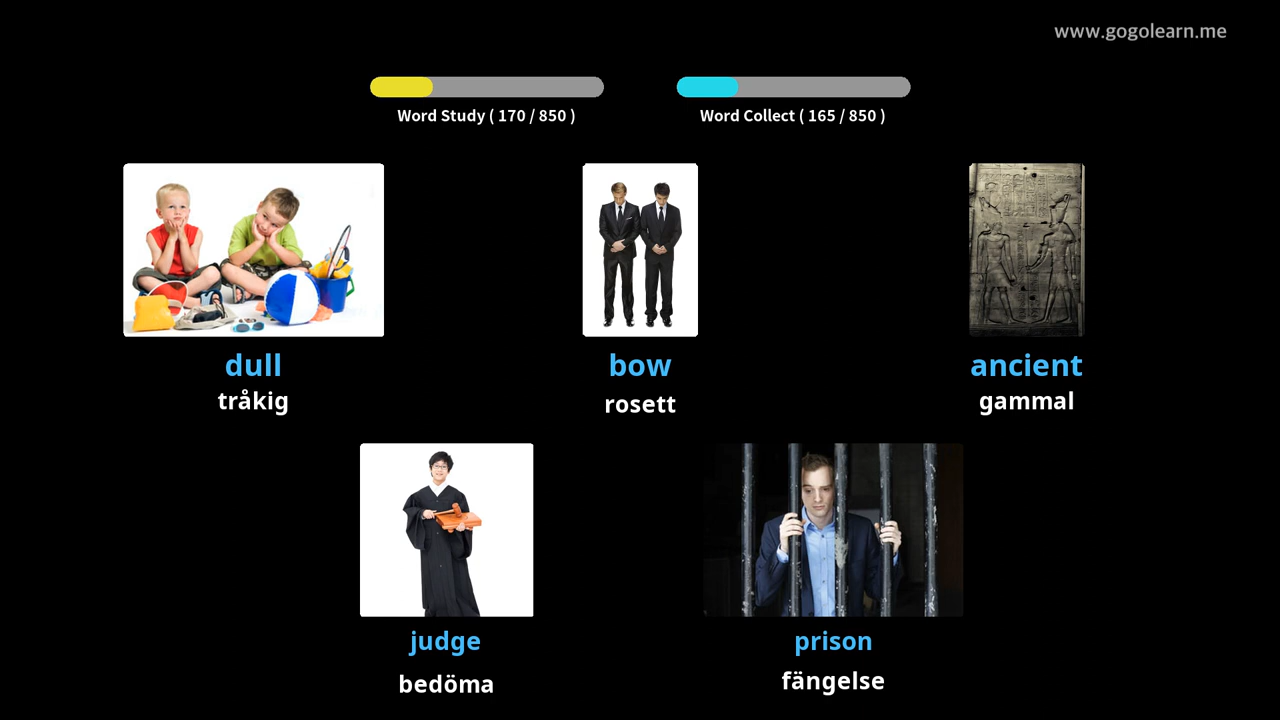 www.gogolearn.me
Word Study ( 170 / 850 )
Word Collect ( 165 / 850 )
dull
tråkig
bow
rosett
ancient
gammal
judge
bedöma
prison
fängelse